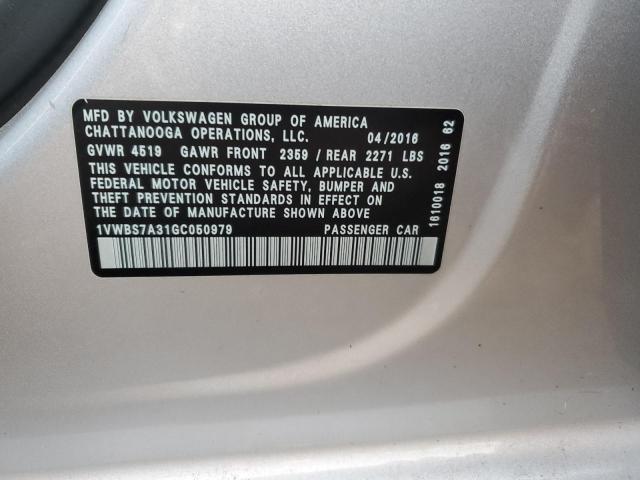 MFD BY VOLKSWAGEN GROUP OF AMERICA
CHATTANOOGA OPERATIONS, LLC. 04/2016
GVWR 4519 GAWR FRONT 2359 / REAR 2271 LBS
THIS VEHICLE CONFORMS TO ALL APPLICABLE U.S.
FEDERAL MOTOR VEHICLE SAFETY, BUMPER AND
THEFT PREVENTION STANDARDS IN EFFECT ON
THE DATE OF MANUFACTURE SHOWN ABOVE
1VWBS7A31GC050979 PASSENGER CAR
1610018 2016 62